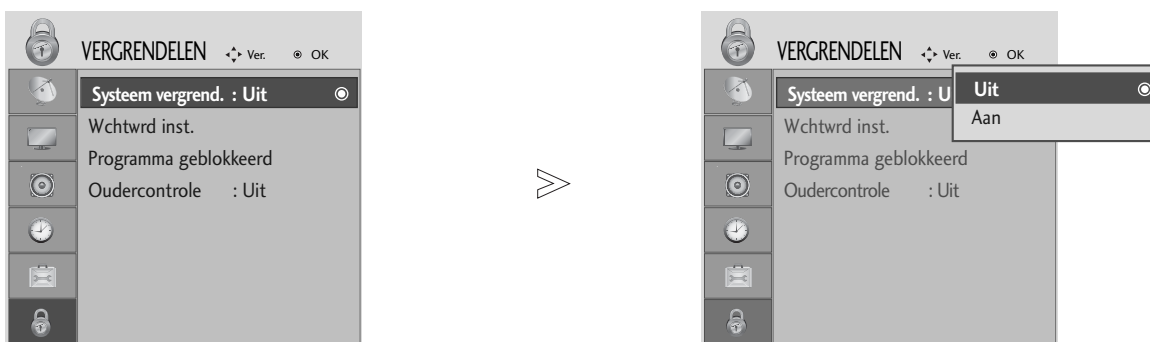 VERGRENDELEN Ver. OK
Systeem vergrend. : Uit
Wchtwrd inst.
Programma geblokkeerd
Oudercontrole : Uit
VERGRENDELEN Ver. OK
Systeem vergrend. : U
Uit
Aan
Wchtwrd inst.
Programma geblokkeerd
Oudercontrole : Uit